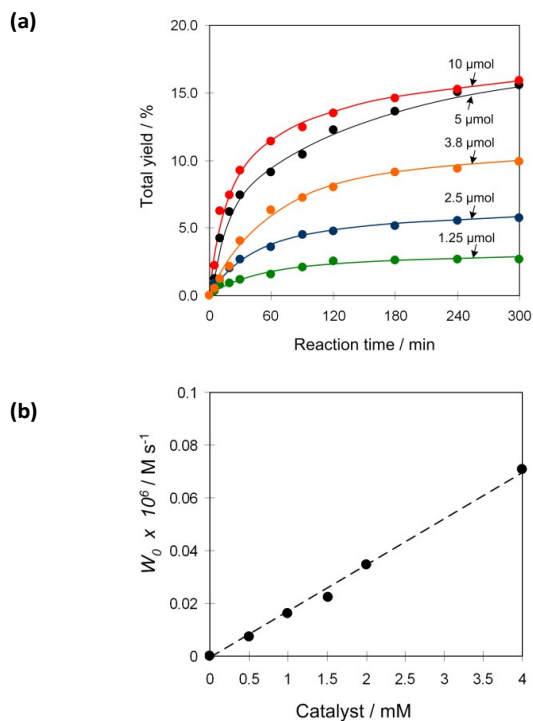 (a)
20.0
15.0
10.0
5.0
0.0
Total yield / %
10 µmol
5 µmol
3.8 µmol
2.5 µmol
1.25 µmol
0 60 120 180 240 300
Reaction time / min
(b)
0.1
0.08
0.06
0.04
0.02
0
W0 x 10⁶ / M s⁻¹
0 0.5 1 1.5 2 2.5 3 3.5 4
Catalyst / mM